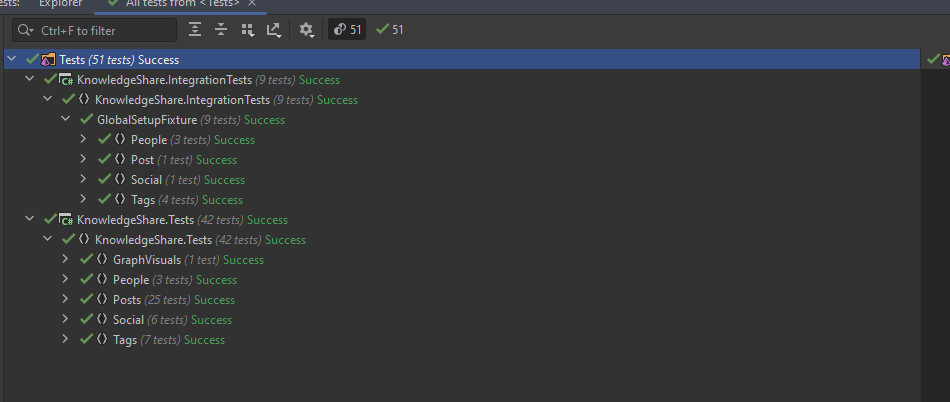 Tests: Explorer All tests from <Tests> ×
Ctrl+F to filter 51 51
Tests (51 tests) Success
C# KnowledgeShare.IntegrationTests (9 tests) Success
KnowledgeShare.IntegrationTests (9 tests) Success
GlobalSetupFixture (9 tests) Success
People (3 tests) Success
Post (1 test) Success
Social (1 test) Success
Tags (4 tests) Success
C# KnowledgeShare.Tests (42 tests) Success
KnowledgeShare.Tests (42 tests) Success
GraphVisuals (1 test) Success
People (3 tests) Success
Posts (25 tests) Success
Social (6 tests) Success
Tags (7 tests) Success